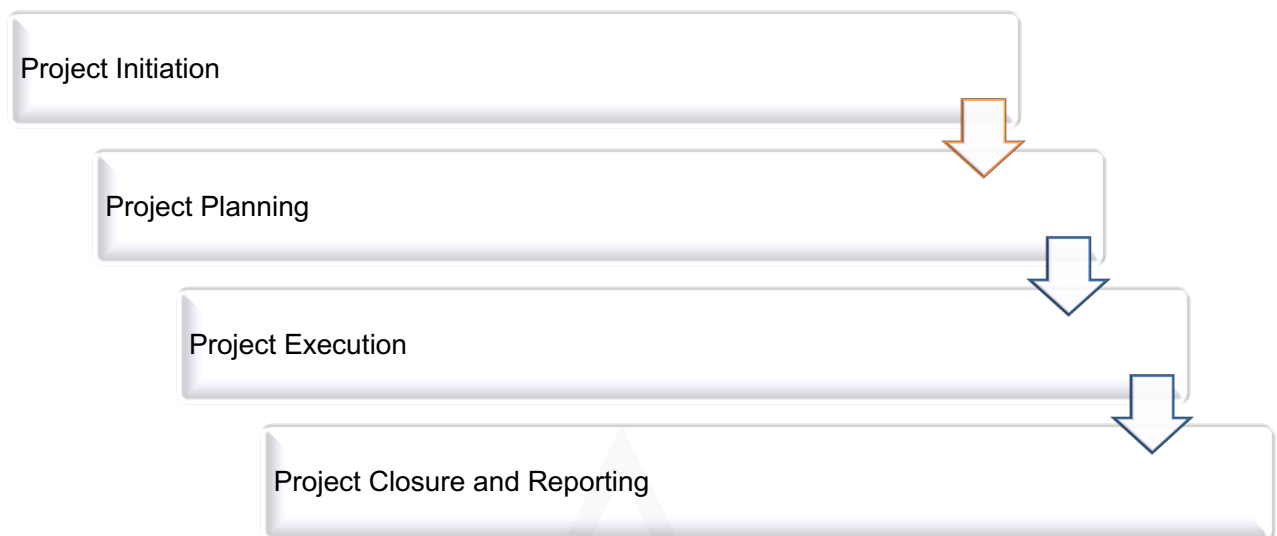 Project Initiation
Project Planning
Project Execution
Project Closure and Reporting